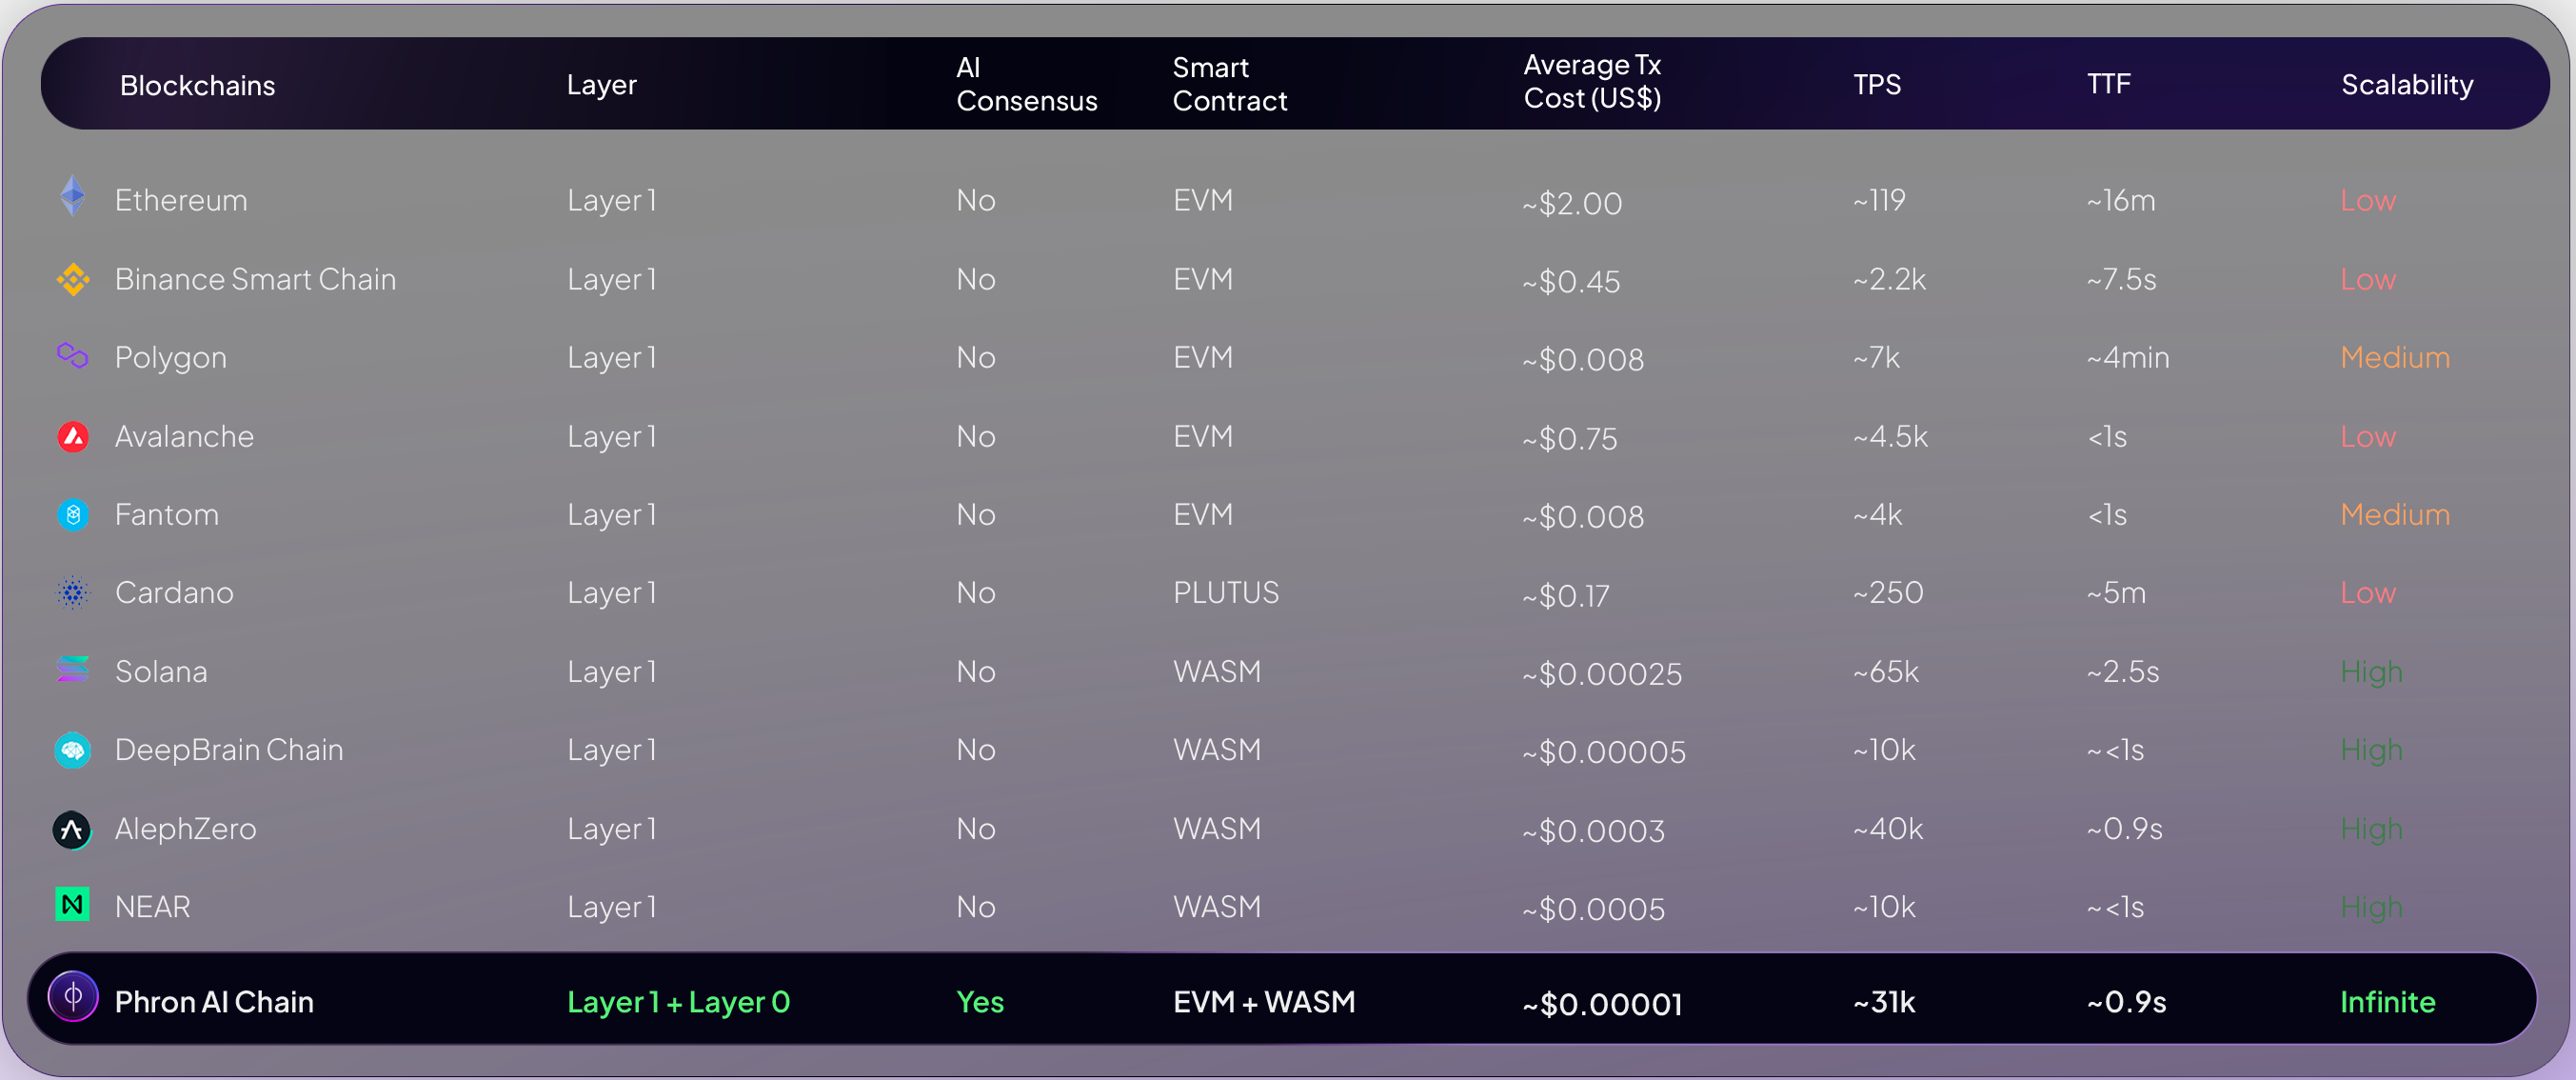 Blockchains Layer AI Consensus Smart Contract Average Tx Cost (US$) TPS TTF Scalability
Ethereum Layer 1 No EVM ~$2.00 ~119 ~16m Low
Binance Smart Chain Layer 1 No EVM ~$0.45 ~2.2k ~7.5s Low
Polygon Layer 1 No EVM ~$0.008 ~7k ~4min Medium
Avalanche Layer 1 No EVM ~$0.75 ~4.5k <1s Low
Fantom Layer 1 No EVM ~$0.008 ~4k <1s Medium
Cardano Layer 1 No PLUTUS ~$0.17 ~250 ~5m Low
Solana Layer 1 No WASM ~$0.00025 ~65k ~2.5s High
DeepBrain Chain Layer 1 No WASM ~$0.00005 ~10k ~<1s High
AlephZero Layer 1 No WASM ~$0.0003 ~40k ~0.9s High
NEAR Layer 1 No WASM ~$0.0005 ~10k ~<1s High
Phron AI Chain Layer 1 + Layer 0 Yes EVM + WASM ~$0.00001 ~31k ~0.9s Infinite